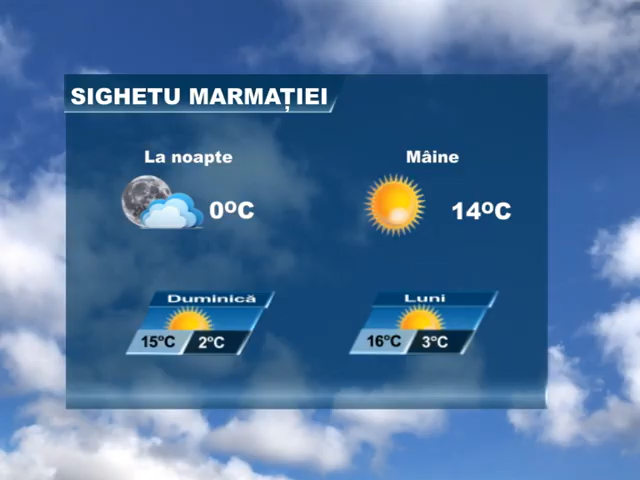 SIGHETU MARMAȚIEI
La noapte
Mâine
0ºC
14ºC
Duminică
Luni
15ºC
2ºC
16ºC
3ºC